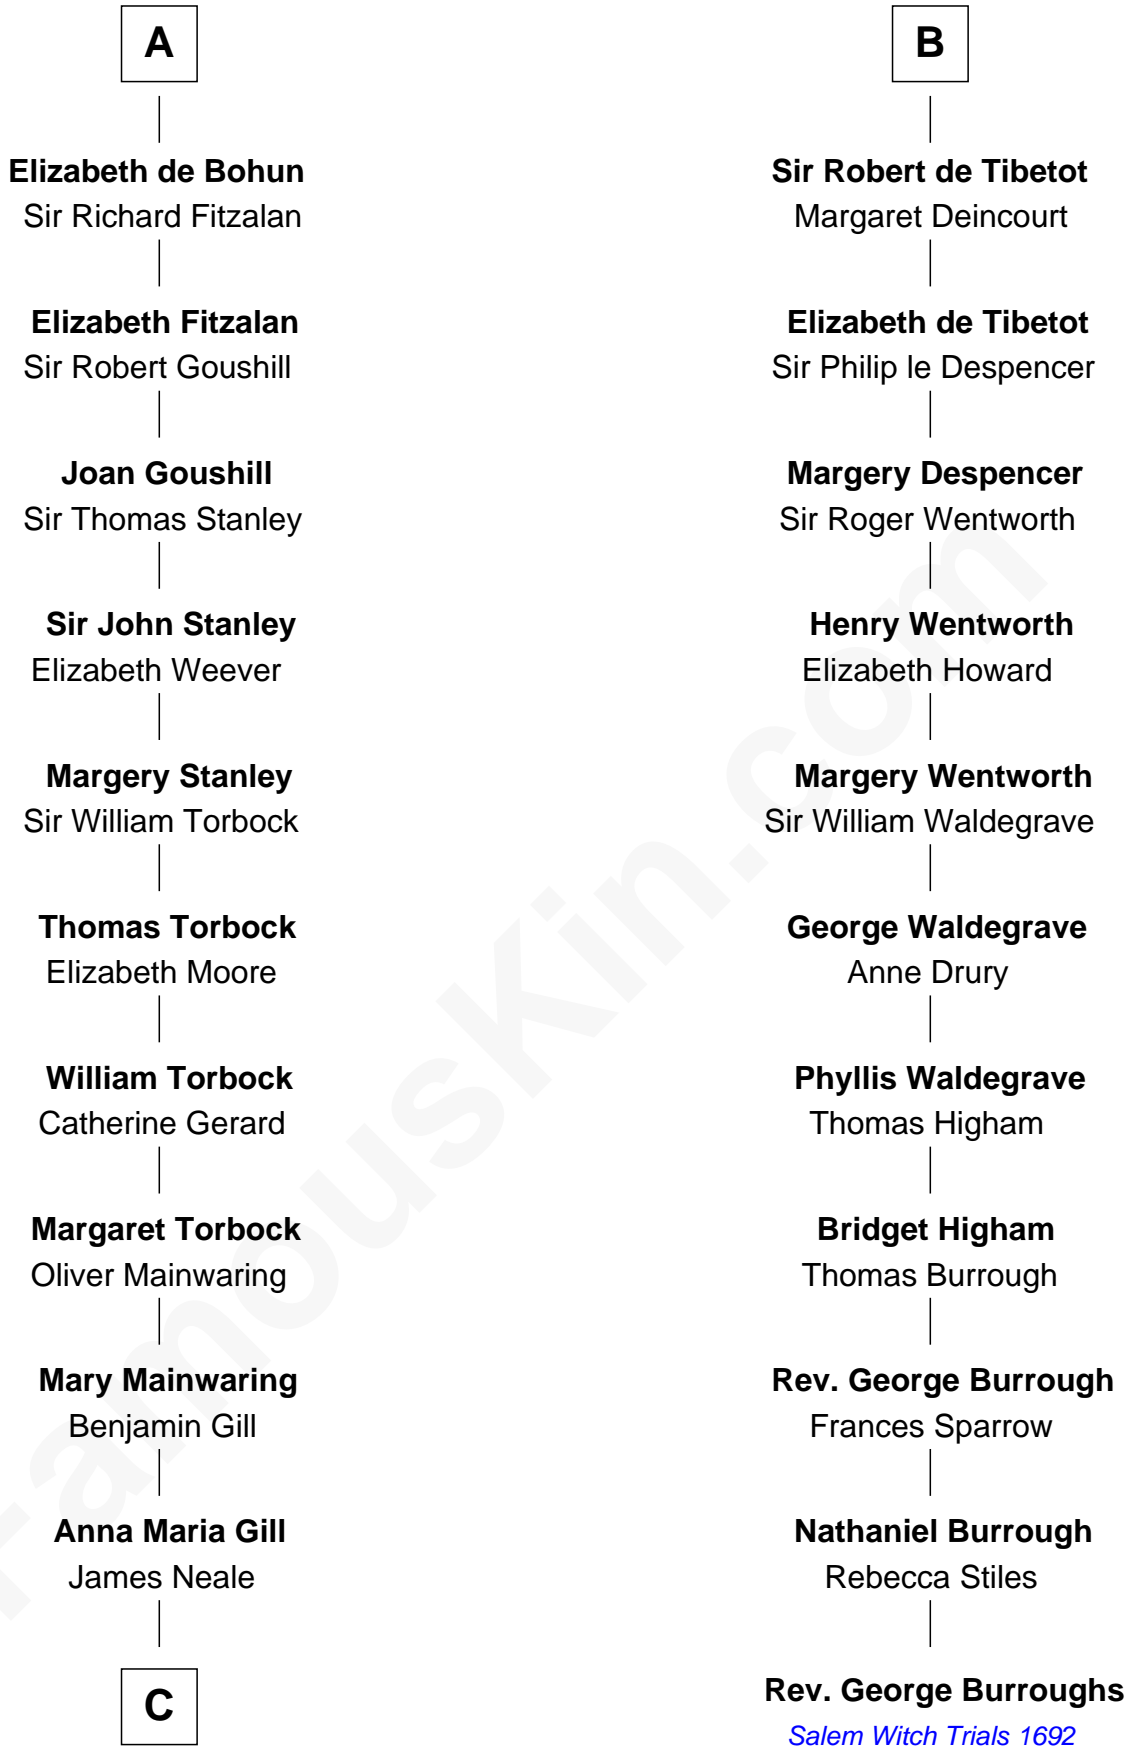 A
Elizabeth de Bohun
Sir Richard Fitzalan
Elizabeth Fitzalan
Sir Robert Goushill
Joan Goushill
Sir Thomas Stanley
Sir John Stanley
Elizabeth Weever
Margery Stanley
Sir William Torbock
Thomas Torbock
Elizabeth Moore
William Torbock
Catherine Gerard
Margaret Torbock
Oliver Mainwaring
Mary Mainwaring
Benjamin Gill
Anna Maria Gill
James Neale
C
B
Sir Robert de Tibetot
Margaret Deincourt
Elizabeth de Tibetot
Sir Philip le Despencer
Margery Despencer
Sir Roger Wentworth
Henry Wentworth
Elizabeth Howard
Margery Wentworth
Sir William Waldegrave
George Waldegrave
Anne Drury
Phyllis Waldegrave
Thomas Higham
Bridget Higham
Thomas Burrough
Rev. George Burrough
Frances Sparrow
Nathaniel Burrough
Rebecca Stiles
Rev. George Burroughs
Salem Witch Trials 1692
FamousKin.com